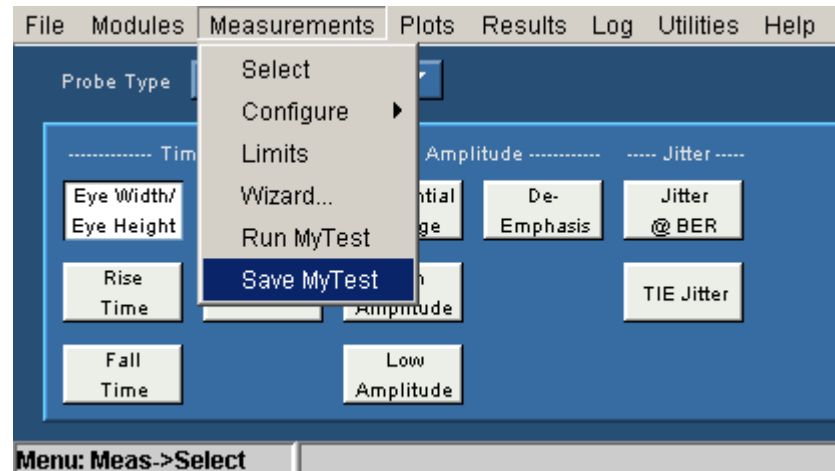 File Modules Measurements Plots Results Log Utilities Help
Probe Type
Select
Configure
Limits
Wizard...
Run MyTest
Save MyTest
Amplitude ------------ ----- Jitter -----
Eye Width/
Eye Height
De-
Emphasis
Jitter
@ BER
Rise
Time
Amplitude
TIE Jitter
Fall
Time
Low
Amplitude
Menu: Meas->Select